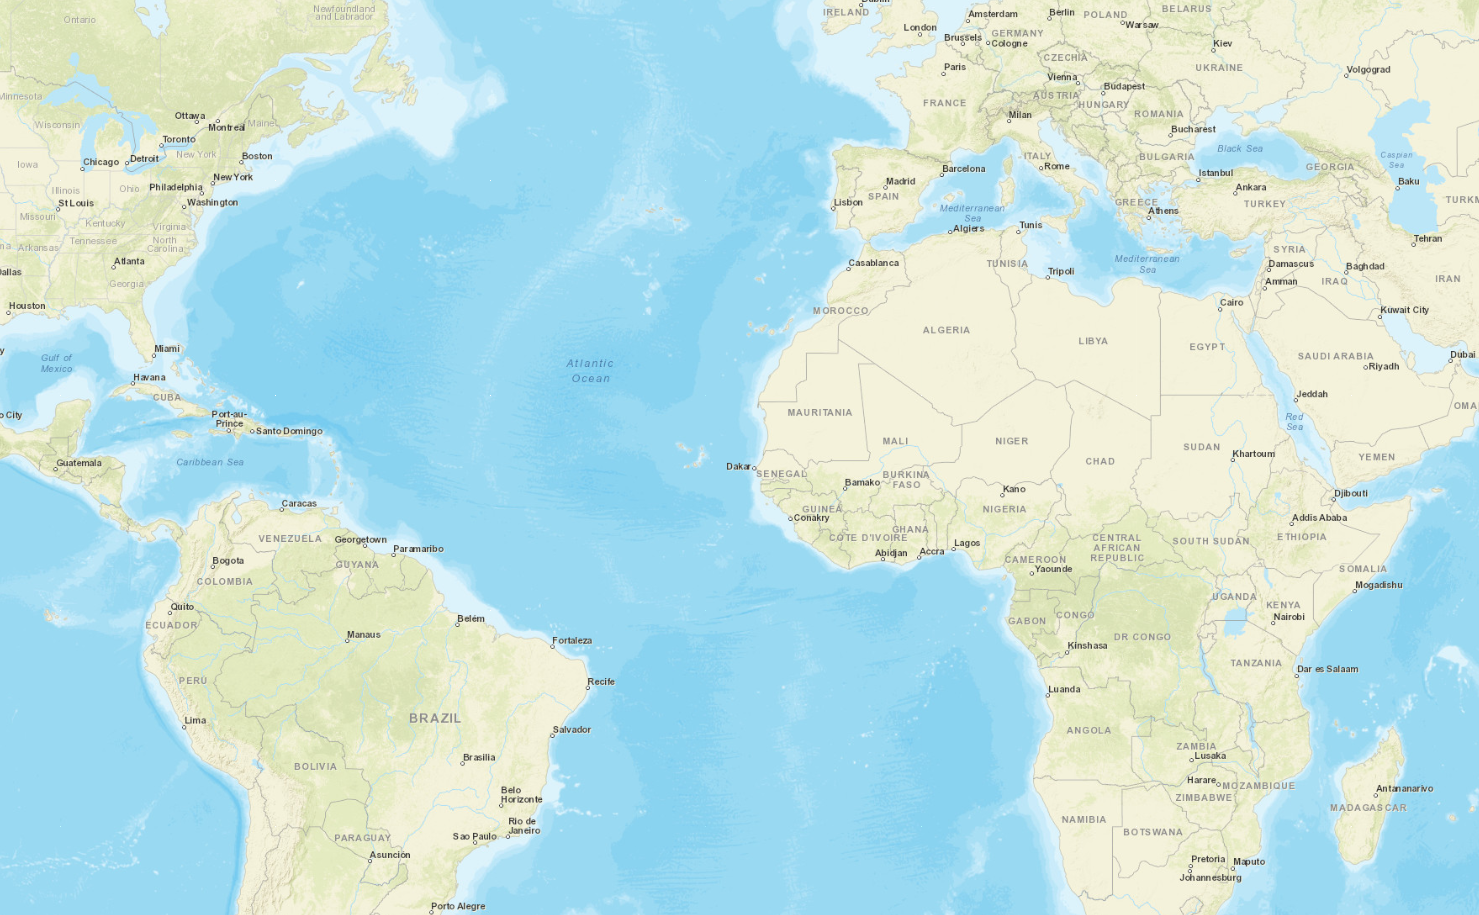 Newfoundland
and Labrador
Ontario
IRELAND
Dublin
London
Amsterdam
Berlin
POLAND
Warsaw
BELARUS
Brussels
GERMANY
Cologne
Kiev
CZECHIA
UKRAINE
Volgograd
Paris
Vienna
Budapest
AUSTRIA
HUNGARY
FRANCE
Milan
ROMANIA
Bucharest
Minnesota
Wisconsin
Ottawa
Montreal
Maine
Toronto
New York
Boston
Chicago
Detroit
Iowa
Illinois
Ohio
Philadelphia
New York
Washington
St Louis
Missouri
Kentucky
Virginia
Tennessee
North
Carolina
Arkansas
Atlanta
Georgia
Dallas
Houston
Miami
Gulf of
Mexico
Havana
CUBA
Port-au-
Prince
Santo Domingo
Caribbean Sea
Guatemala
Caracas
Barcelona
ITALY
Rome
BULGARIA
Black Sea
GEORGIA
Caspian
Sea
Istanbul
Ankara
Baku
Madrid
SPAIN
Lisbon
Mediterranean
Sea
GREECE
Athens
TURKEY
TURKM
Algiers
Tunis
Tehran
Casablanca
TUNISIA
Tripoli
Mediterranean
Sea
SYRIA
Damascus
Baghdad
IRAQ
IRAN
Amman
Cairo
Kuwait City
MOROCCO
ALGERIA
LIBYA
EGYPT
SAUDI ARABIA
Riyadh
Dubai
Atlantic
Ocean
Jeddah
Red
Sea
OMA
MAURITANIA
MALI
NIGER
CHAD
SUDAN
Khartoum
YEMEN
Dakar
SENEGAL
Bamako
BURKINA
FASO
Kano
Djibouti
GUINEA
Conakry
NIGERIA
Addis Ababa
ETHIOPIA
CÔTE D'IVOIRE
GHANA
Abidjan
Accra
Lagos
CENTRAL
AFRICAN
REPUBLIC
SOUTH SUDAN
CAMEROON
Yaounde
SOMALIA
Mogadishu
UGANDA
KENYA
Nairobi
GABON
CONGO
DR CONGO
Kinshasa
TANZANIA
Dar es Salaam
Luanda
ANGOLA
ZAMBIA
Lusaka
Harare
MOZAMBIQUE
ZIMBABWE
Antananarivo
MADAGASCAR
NAMIBIA
BOTSWANA
Pretoria
Maputo
Johannesburg
VENEZUELA
Georgetown
Paramaribo
Bogota
GUYANA
COLOMBIA
Quito
ECUADOR
Belém
Manaus
Fortaleza
PERU
Recife
Lima
BRAZIL
Salvador
Brasilia
BOLIVIA
Belo
Horizonte
Rio de
Janeiro
Sao Paulo
PARAGUAY
Asunción
Porto Alegre